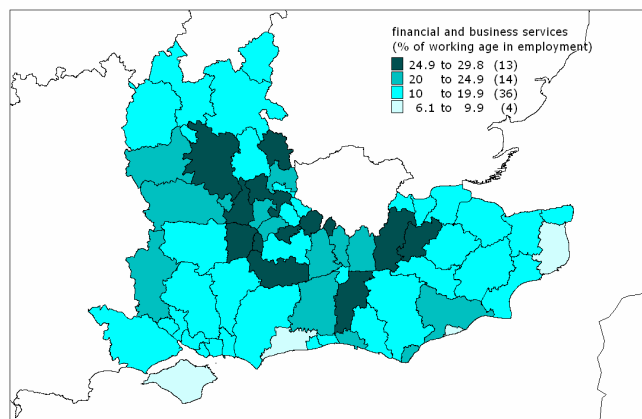 financial and business services
(% of working age in employment)
24.9 to 29.8 (13)
20 to 24.9 (14)
10 to 19.9 (36)
6.1 to 9.9 (4)